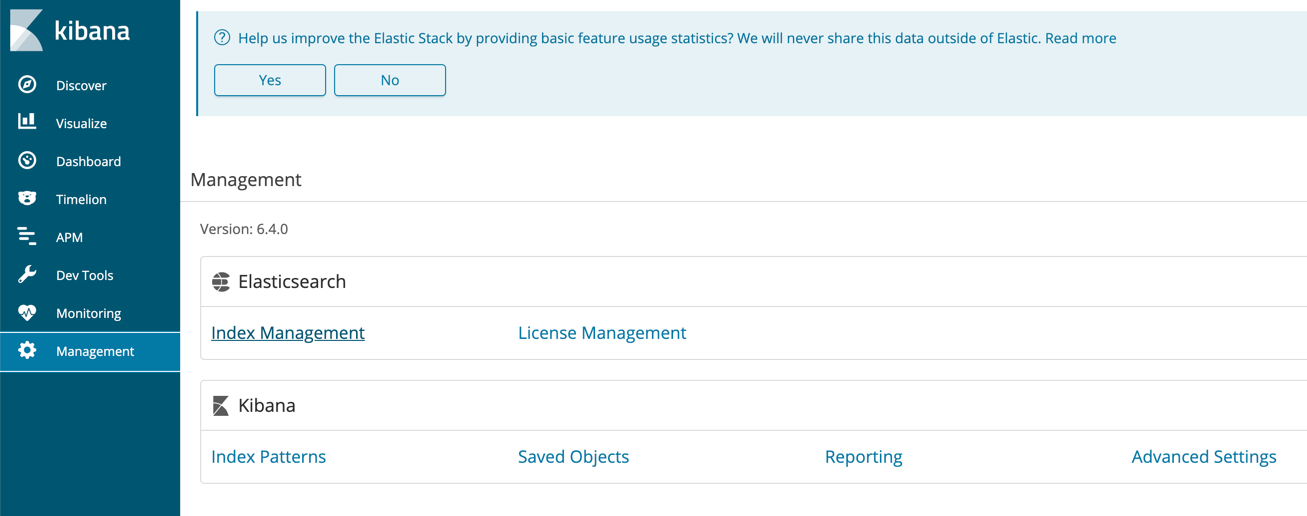 kibana
Discover
Visualize
Dashboard
Timelion
APM
Dev Tools
Monitoring
Management
Help us improve the Elastic Stack by providing basic feature usage statistics? We will never share this data outside of Elastic. Read more
Yes No
Management
Version: 6.4.0
Elasticsearch
Index Management License Management
Kibana
Index Patterns Saved Objects Reporting Advanced Settings